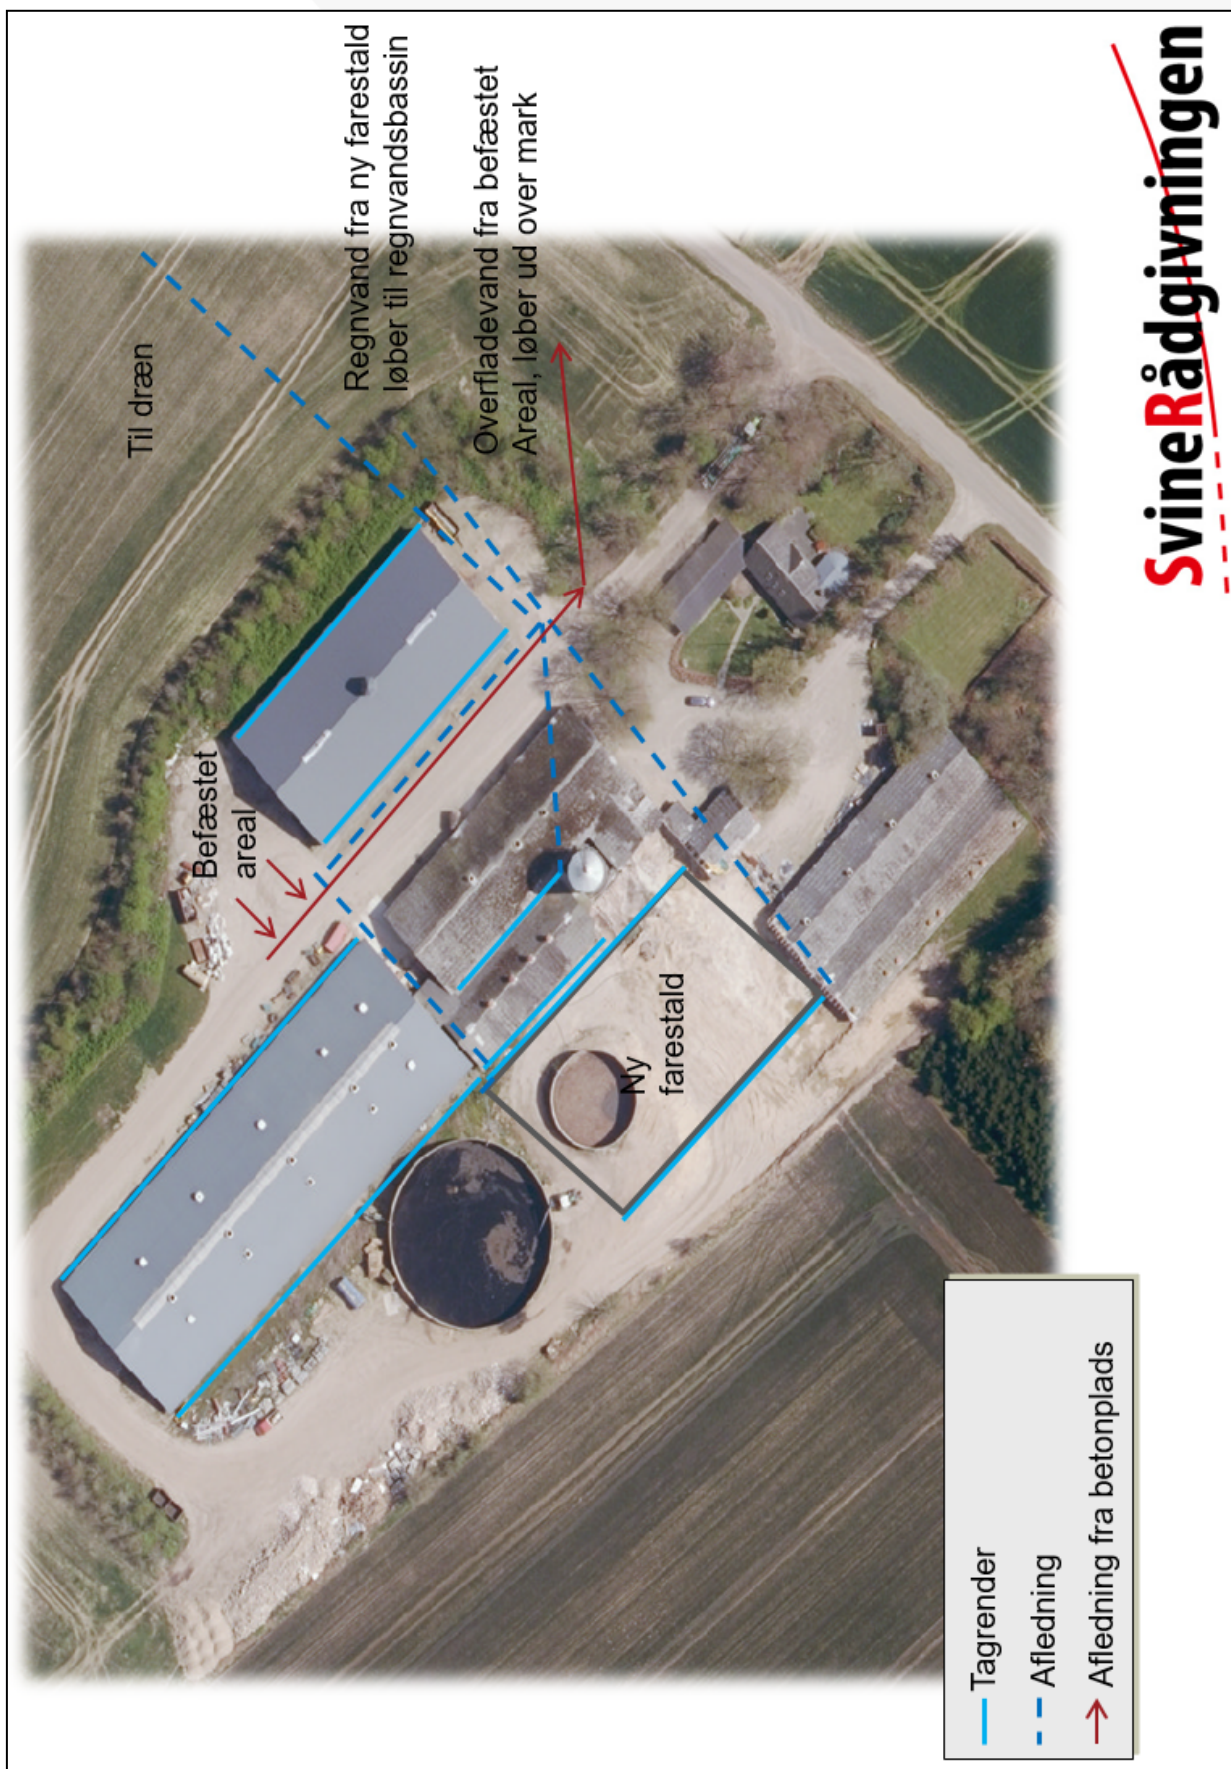 Til dræn
Regnvand fra ny farestald
løber til regnvandsbassin
Overfladevand fra befæstet
Areal, løber ud over mark
Befæstet
areal
Ny
farestald
Tagrender
Afledning
Afledning fra betonplads
SvineRådgivningen